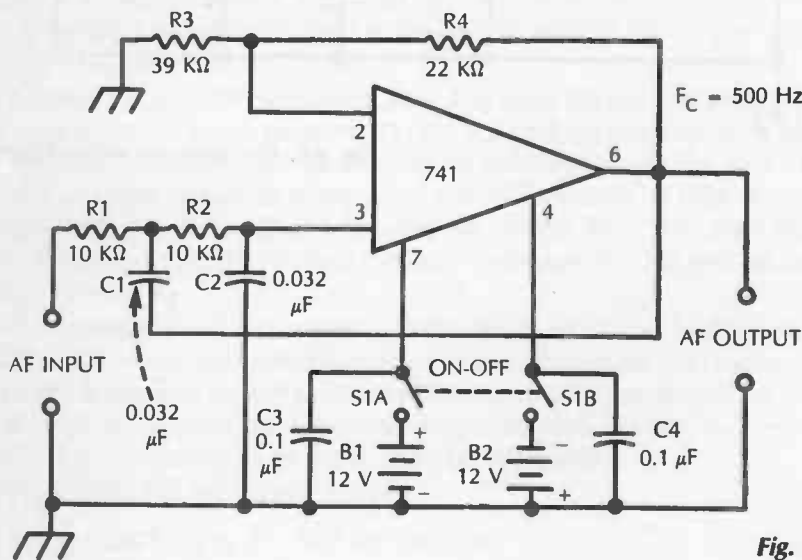 R3
39 KΩ
R4
22 KΩ
F_C = 500 Hz
2
741
6
3
4
7
R1
10 KΩ
R2
10 KΩ
C1
C2
0.032
μF
AF INPUT
0.032
μF
AF OUTPUT
ON-OFF
S1A
S1B
C3
0.1
μF
+
B1
12 V
−
−
B2
12 V
+
C4
0.1 μF
Fig.